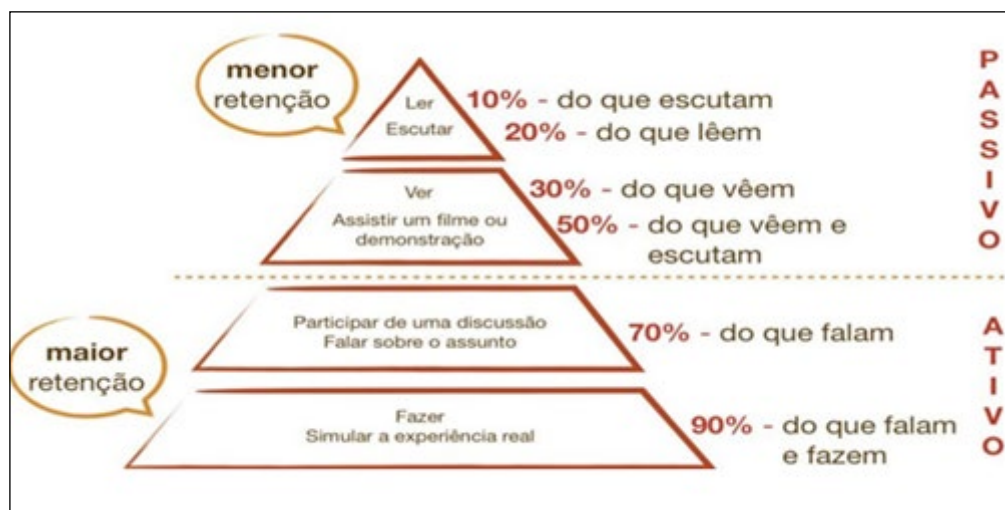 menor
retenção
Ler
Escutar
10% - do que escutam
20% - do que lêem
Ver
Assistir um filme ou
demonstração
30% - do que vêem
50% - do que vêem e
escutam
PASSIVO
maior
retenção
Participar de uma discussão
Falar sobre o assunto
70% - do que falam
Fazer
Simular a experiência real
90% - do que falam
e fazem
ATIVO